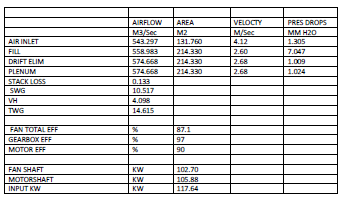 AIRFLOW AREA VELOCTY PRES DROPS
M3/Sec M2 M/Sec MM H2O
AIR INLET 543.297 131.760 4.12 1.305
FILL 558.983 214.330 2.60 7.047
DRIFT ELIM 574.668 214.330 2.68 1.009
PLENUM 574.668 214.330 2.68 1.024
STACK LOSS 0.133
SWG 10.517
VH 4.098
TWG 14.615
FAN TOTAL EFF % 87.1
GEARBOX EFF % 97
MOTOR EFF % 90
FAN SHAFT KW 102.70
MOTORSHAFT KW 105.88
INPUT KW KW 117.64